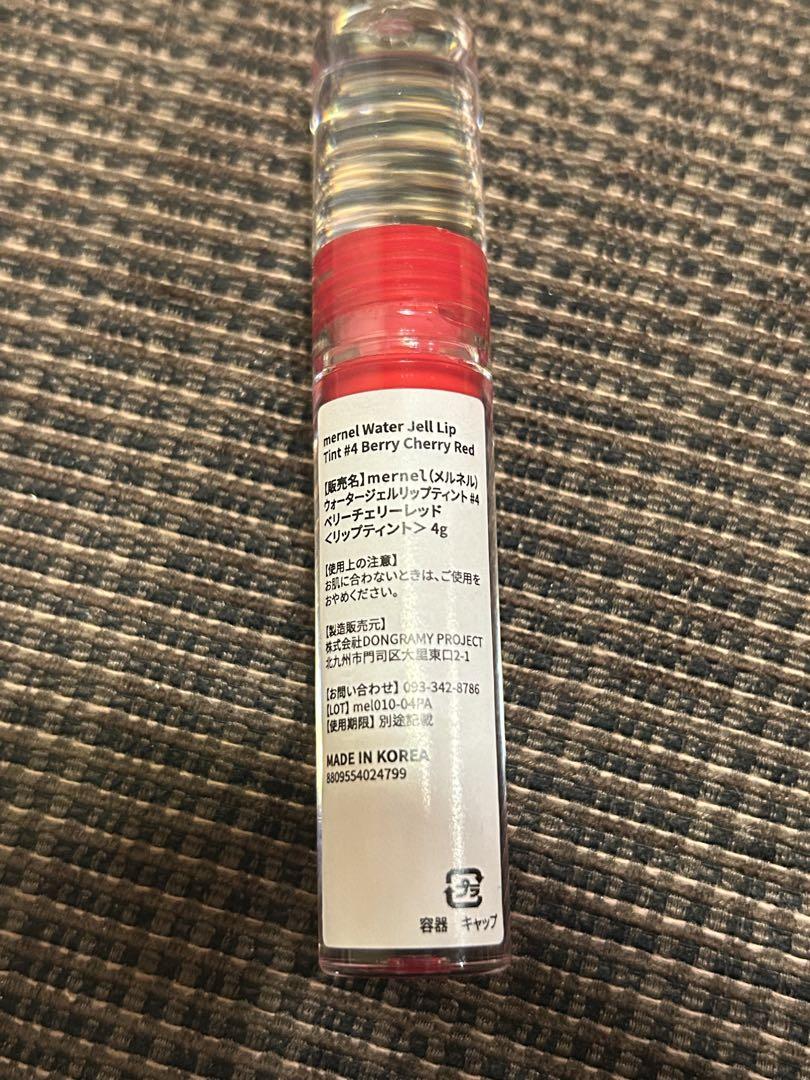 mernel Water Jell Lip
Tint #4 Berry Cherry Red
【販売名】mernel(メルネル)
ウォータージェルリップティント #4
ベリーチェリーレッド
<リップティント> 4g
【使用上の注意】
お肌に合わないときは、ご使用を
おやめください。
【製造販売元】
株式会社DONGRAMY PROJECT
北九州市門司区大里東口2-1
【お問い合わせ】093-342-8786
【LOT】mel010-04PA
【使用期限】別途記載
MADE IN KOREA
8809554024799
プラ
容器 キャップ